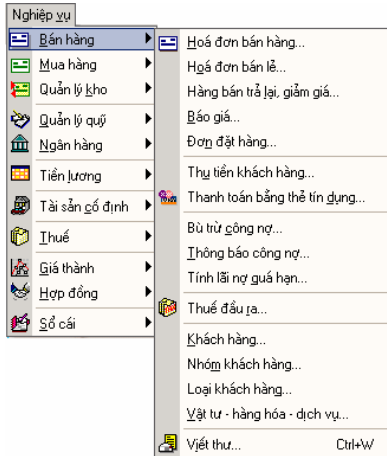 Nghiệp vụ
Bán hàng
Mua hàng
Quản lý kho
Quản lý quỹ
Ngân hàng
Tiền lương
Tài sản cố định
Thuế
Giá thành
Hợp đồng
Sổ cái
Hoá đơn bán hàng...
Hoá đơn bán lẻ...
Hàng bán trả lại, giảm giá...
Báo giá...
Đơn đặt hàng...
Thu tiền khách hàng...
Thanh toán bằng thẻ tín dụng...
Bù trừ công nợ...
Thông báo công nợ...
Tính lãi nợ quá hạn...
Thuế đầu ra...
Khách hàng...
Nhóm khách hàng...
Loại khách hàng...
Vật tư - hàng hóa - dịch vụ...
Viết thư... Ctrl+W